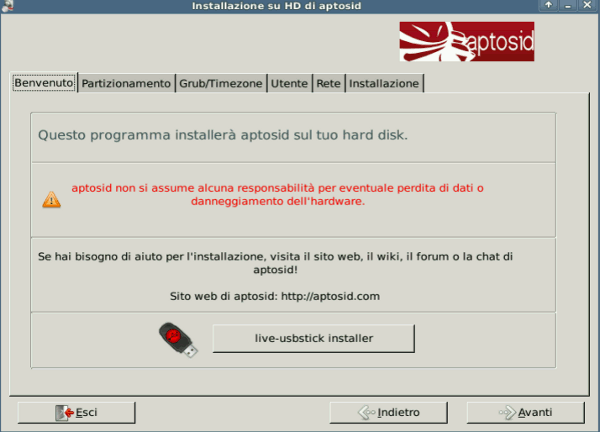 Installazione su HD di aptosid
aptosid
Benvenuto Partizionamento Grub/Timezone Utente Rete Installazione
Questo programma installerà aptosid sul tuo hard disk.
aptosid non si assume alcuna responsabilità per eventuale perdita di dati o
danneggiamento dell'hardware.
Se hai bisogno di aiuto per l'installazione, visita il sito web, il wiki, il forum o la chat di
aptosid!
Sito web di aptosid: http://aptosid.com
live-usbstick installer
Esci Indietro Avanti